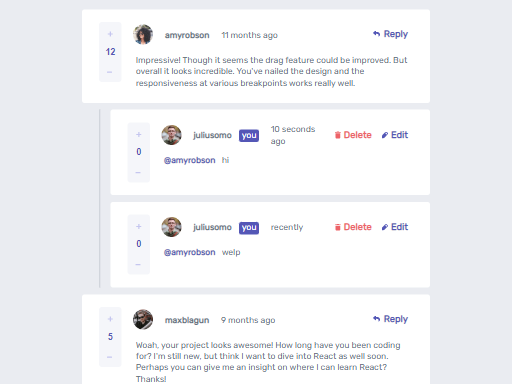 +
12
−
amyrobson 11 months ago Reply
Impressive! Though it seems the drag feature could be improved. But
overall it looks incredible. You've nailed the design and the
responsiveness at various breakpoints works really well.
+
0
−
juliusomo you 10 seconds
ago
Delete Edit
@amyrobson hi
+
0
−
juliusomo you recently Delete Edit
@amyrobson welp
+
5
−
maxblagun 9 months ago Reply
Woah, your project looks awesome! How long have you been coding
for? I'm still new, but think I want to dive into React as well soon.
Perhaps you can give me an insight on where I can learn React?
Thanks!